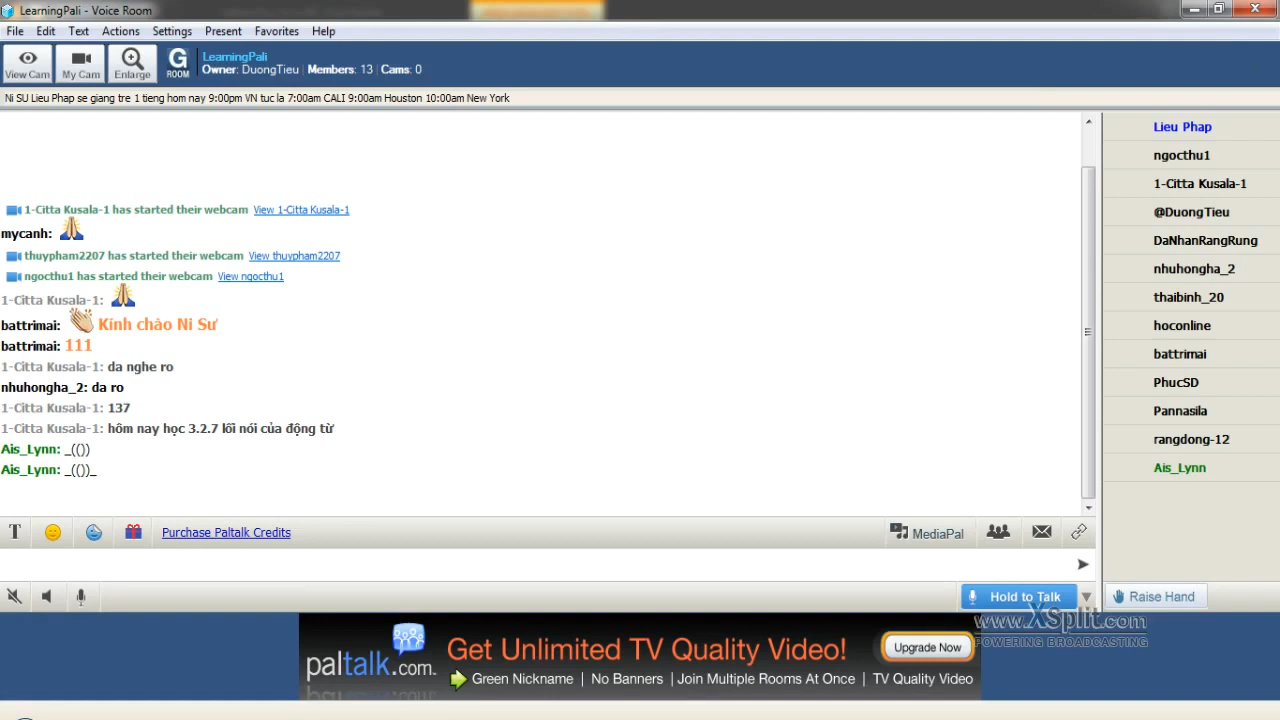 LearningPali - Voice Room
File Edit Text Actions Settings Present Favorites Help
View Cam My Cam Enlarge G ROOM
LearningPali
Owner: DuongTieu | Members: 13 | Cams: 0
Ni SU Lieu Phap se giang tre 1 tieng hom nay 9:00pm VN tuc la 7:00am CALI 9:00am Houston 10:00am New York
1-Citta Kusala-1 has started their webcam View 1-Citta Kusala-1
mycanh:
thuypham2207 has started their webcam View thuypham2207
ngocthu1 has started their webcam View ngocthu1
1-Citta Kusala-1:
battrimai: Kính chào Ni Sư
battrimai: 111
1-Citta Kusala-1: da nghe ro
nhuhongha_2: da ro
1-Citta Kusala-1: 137
1-Citta Kusala-1: hôm nay học 3.2.7 lối nói của động từ
Ais_Lynn: _(())
Ais_Lynn: _(())_
Lieu Phap
ngocthu1
1-Citta Kusala-1
@DuongTieu
DaNhanRangRung
nhuhongha_2
thaibinh_20
hoconline
battrimai
PhucSD
Pannasila
rangdong-12
Ais_Lynn
T Purchase Paltalk Credits MediaPal
Hold to Talk Raise Hand
www.XSplit.com
POWERING BROADCASTING
paltalk.com. Get Unlimited TV Quality Video! Upgrade Now
Green Nickname | No Banners | Join Multiple Rooms At Once | TV Quality Video